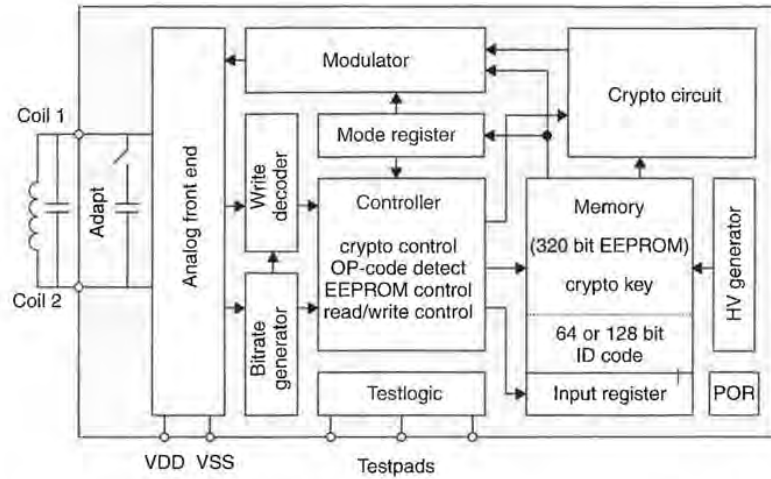 Modulator
Crypto circuit
Coil 1
Mode register
Adapt
Analog front end
Write
decoder
Controller
crypto control
OP-code detect
EEPROM control
read/write control
Memory
(320 bit EEPROM)
crypto key
HV generator
Coil 2
Bitrate
generator
64 or 128 bit
ID code
Testlogic
Input register
POR
VDD VSS
Testpads